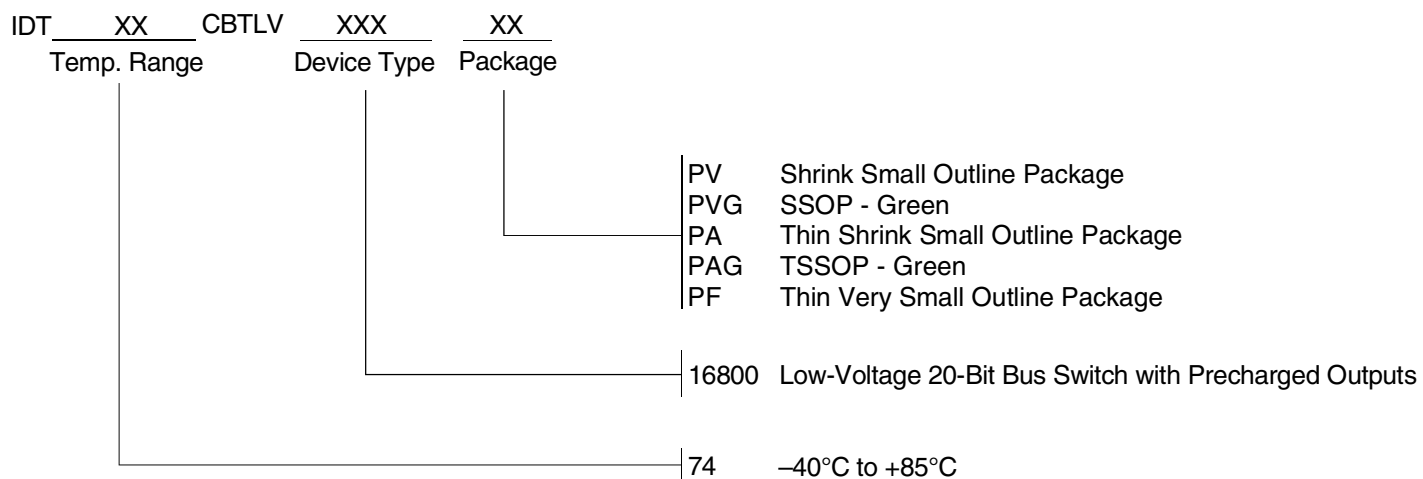 IDT XX CBTLV XXX XX
Temp. Range Device Type Package
PV Shrink Small Outline Package
PVG SSOP - Green
PA Thin Shrink Small Outline Package
PAG TSSOP - Green
PF Thin Very Small Outline Package
16800 Low-Voltage 20-Bit Bus Switch with Precharged Outputs
74 –40°C to +85°C